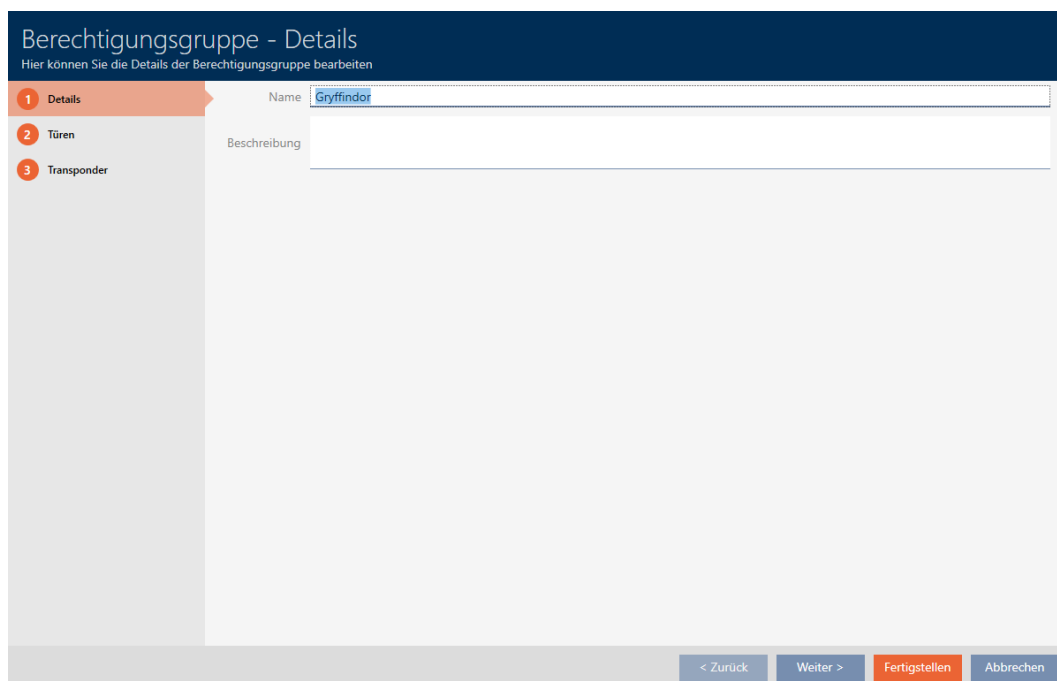 Berechtigungsgruppe - Details
Hier können Sie die Details der Berechtigungsgruppe bearbeiten
1 Details
2 Türen
3 Transponder
Name Gryffindor
Beschreibung
< Zurück Weiter > Fertigstellen Abbrechen